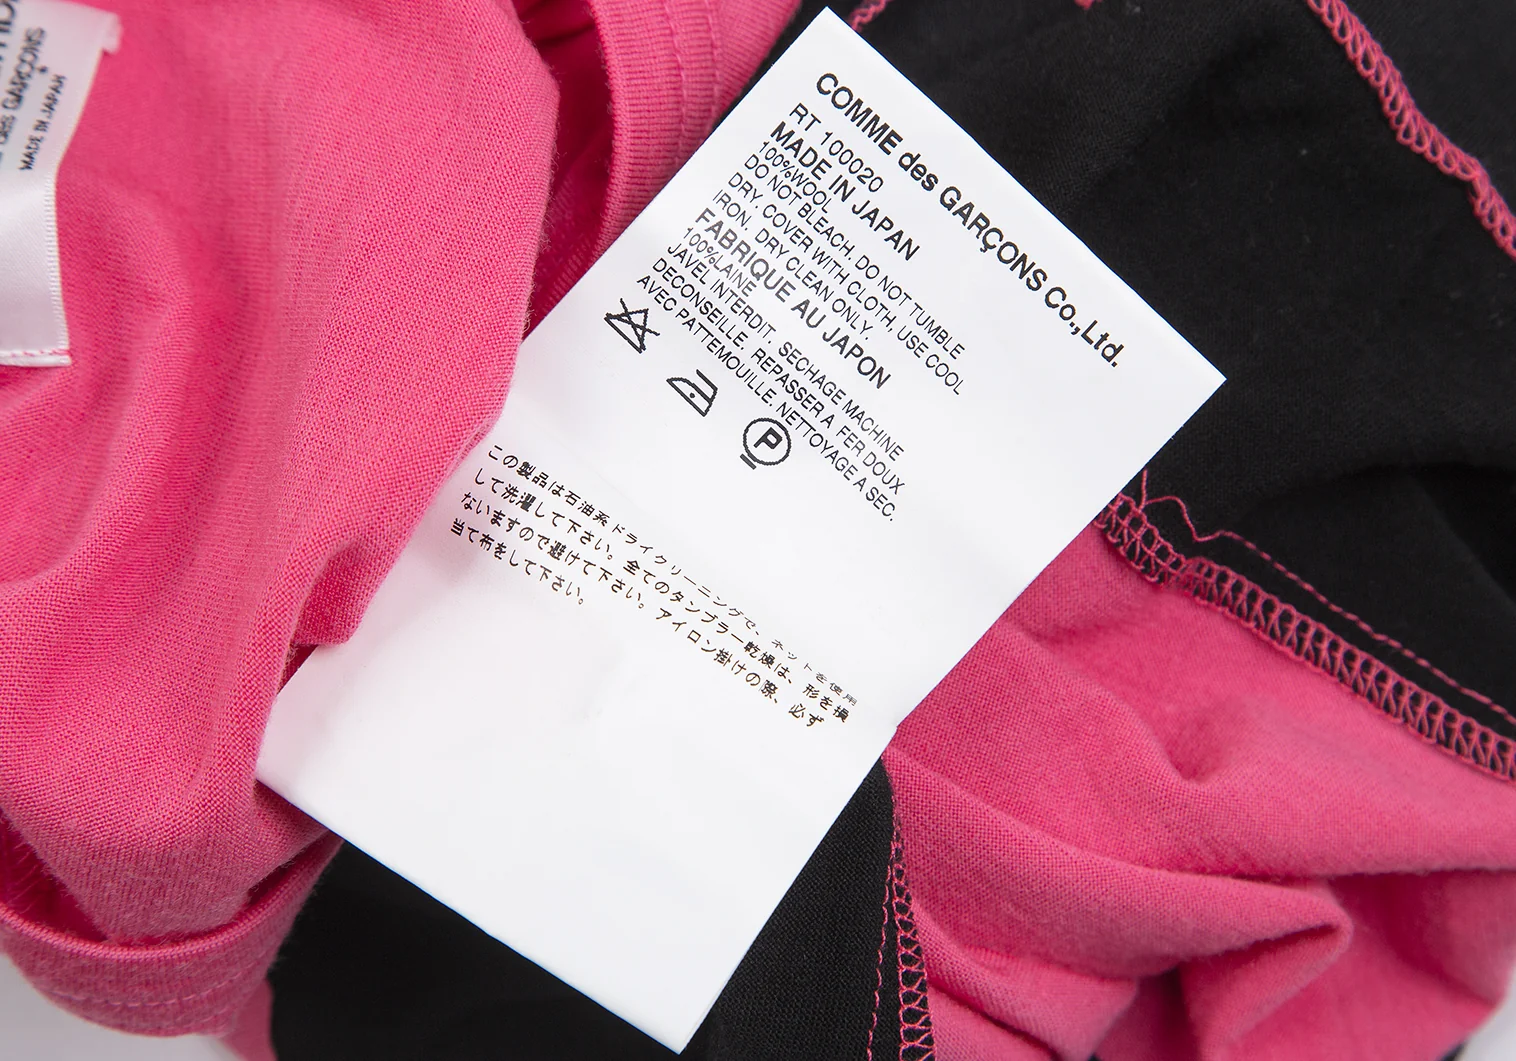 SUCOOSE
DES GARÇONS
MADE IN JAPAN
COMME des GARÇONS Co.,Ltd.
RT 100020
MADE IN JAPAN
100%WOOL
DO NOT BLEACH, DO NOT TUMBLE
DRY COVER WITH CLOTH, USE COOL
IRON, DRY CLEAN ONLY.
FABRIQUE AU JAPON
100%LAINE
JAVEL INTERDIT. SECHAGE MACHINE
DECONSEILLE. REPASSER A FER DOUX
AVEC PATTEMOUILLE. NETTOYAGE A SEC.
P
この製品は石油系ドライクリーニングで、ネットを使用
して洗濯して下さい。全てのタンブラー乾燥は、形を損
ないますので避けて下さい。アイロン掛けの際、必ず
当て布をして下さい。